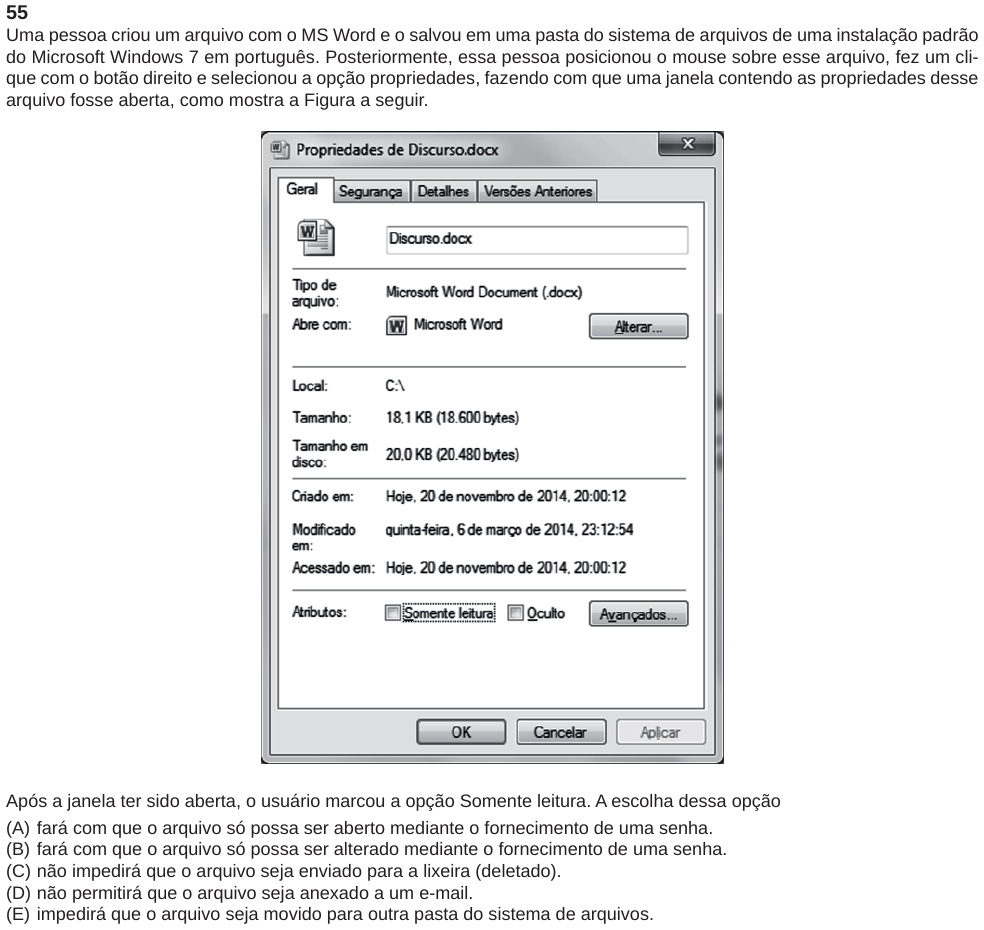 55
Uma pessoa criou um arquivo com o MS Word e o salvou em uma pasta do sistema de arquivos de uma instalação padrão
do Microsoft Windows 7 em português. Posteriormente, essa pessoa posicionou o mouse sobre esse arquivo, fez um cli-
que com o botão direito e selecionou a opção propriedades, fazendo com que uma janela contendo as propriedades desse
arquivo fosse aberta, como mostra a Figura a seguir.
Propriedades de Discurso.docx
Geral Segurança Detalhes Versões Anteriores
Discurso.docx
Tipo de
arquivo: Microsoft Word Document (.docx)
Abre com: Microsoft Word Alterar...
Local: C:\
Tamanho: 18,1 KB (18.600 bytes)
Tamanho em
disco: 20,0 KB (20.480 bytes)
Criado em: Hoje, 20 de novembro de 2014, 20:00:12
Modificado
em: quinta-feira, 6 de março de 2014, 23:12:54
Acessado em: Hoje, 20 de novembro de 2014, 20:00:12
Atributos: Somente leitura Oculto Avançados...
OK Cancelar Aplicar
Após a janela ter sido aberta, o usuário marcou a opção Somente leitura. A escolha dessa opção
(A) fará com que o arquivo só possa ser aberto mediante o fornecimento de uma senha.
(B) fará com que o arquivo só possa ser alterado mediante o fornecimento de uma senha.
(C) não impedirá que o arquivo seja enviado para a lixeira (deletado).
(D) não permitirá que o arquivo seja anexado a um e-mail.
(E) impedirá que o arquivo seja movido para outra pasta do sistema de arquivos.